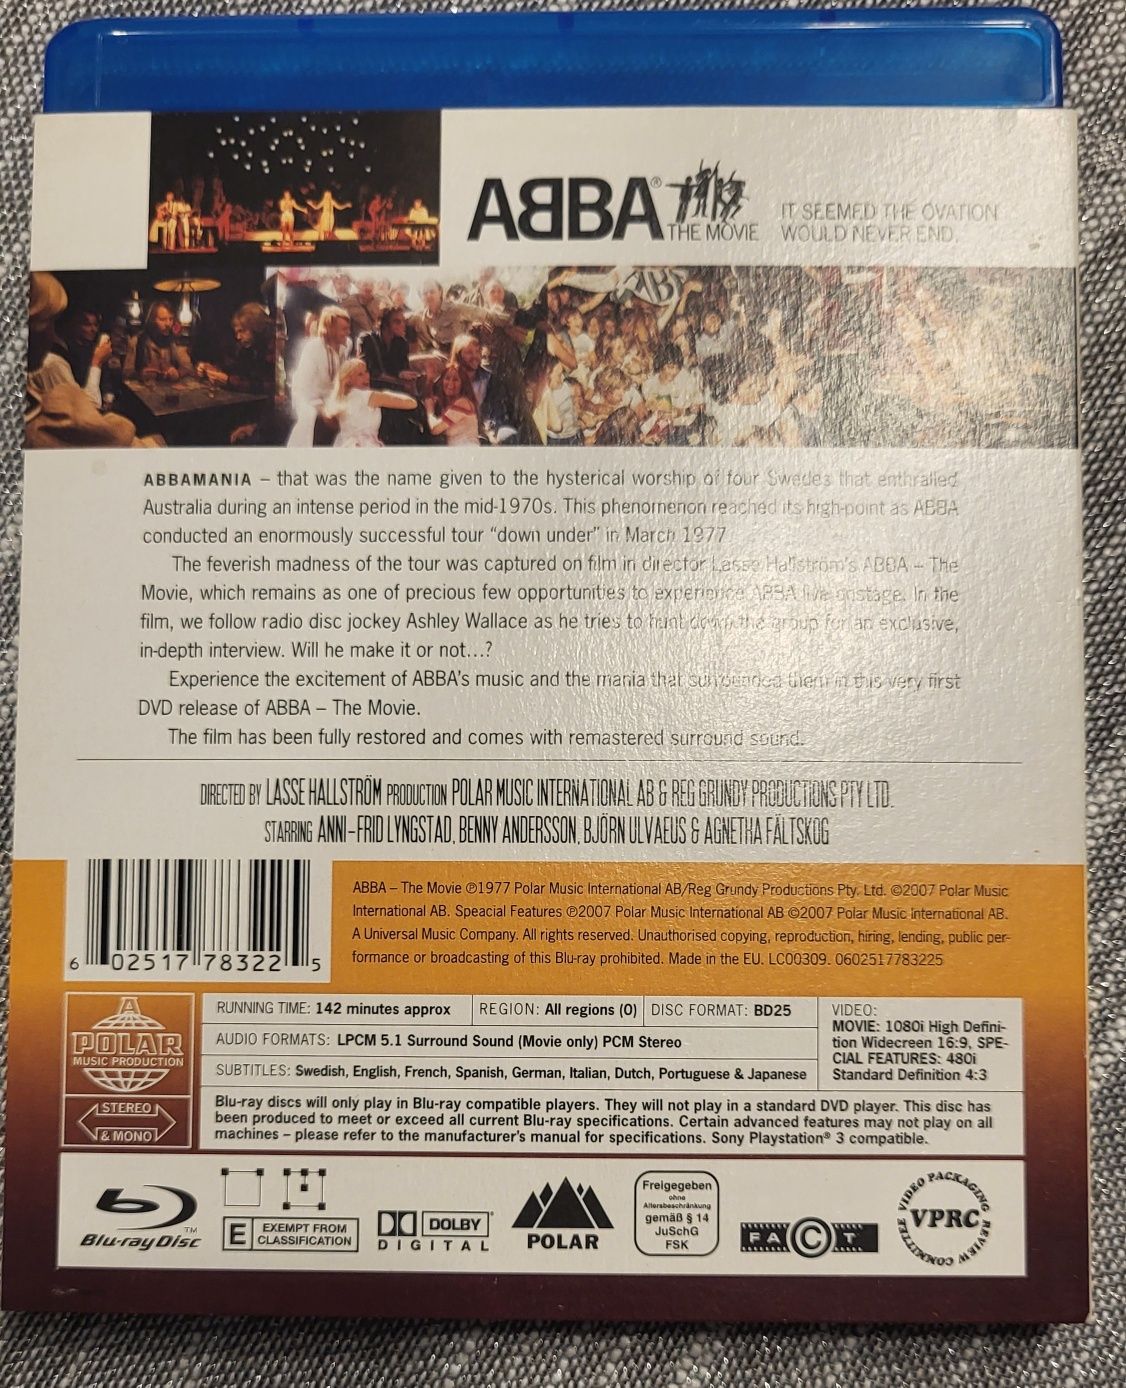 ABBA® THE MOVIE
IT SEEMED THE OVATION
WOULD NEVER END.
ABBAMANIA – that was the name given to the hysterical worship of four Swedes that enthralled
Australia during an intense period in the mid-1970s. This phenomenon reached its high-point as ABBA
conducted an enormously successful tour “down under” in March 1977
The feverish madness of the tour was captured on film in director Lasse Hallström's ABBA – The
Movie, which remains as one of precious few opportunities to experience ABBA live onstage. In the
film, we follow radio disc jockey Ashley Wallace as he tries to hunt down the group for an exclusive,
in-depth interview. Will he make it or not...?
Experience the excitement of ABBA's music and the mania that surrounded them in this very first
DVD release of ABBA – The Movie.
The film has been fully restored and comes with remastered surround sound.
DIRECTED BY LASSE HALLSTRÖM PRODUCTION POLAR MUSIC INTERNATIONAL AB & REG GRUNDY PRODUCTIONS PTY LTD.
STARRING ANNI-FRID LYNGSTAD, BENNY ANDERSSON, BJÖRN ULVAEUS & AGNETHA FÄLTSKOG
6 02517 78322 5
ABBA – The Movie ℗1977 Polar Music International AB/Reg Grundy Productions Pty. Ltd. ©2007 Polar Music
International AB. Speacial Features ℗2007 Polar Music International AB ©2007 Polar Music International AB.
A Universal Music Company. All rights reserved. Unauthorised copying, reproduction, hiring, lending, public per-
formance or broadcasting of this Blu-ray prohibited. Made in the EU. LC00309. 0602517783225
A
POLAR
MUSIC PRODUCTION
STEREO
& MONO
RUNNING TIME: 142 minutes approx
REGION: All regions (0)
DISC FORMAT: BD25
AUDIO FORMATS: LPCM 5.1 Surround Sound (Movie only) PCM Stereo
SUBTITLES: Swedish, English, French, Spanish, German, Italian, Dutch, Portuguese & Japanese
VIDEO:
MOVIE: 1080i High Defini-
tion Widecreen 16:9, SPE-
CIAL FEATURES: 480i
Standard Definition 4:3
Blu-ray discs will only play in Blu-ray compatible players. They will not play in a standard DVD player. This disc has
been produced to meet or exceed all current Blu-ray specifications. Certain advanced features may not play on all
machines – please refer to the manufacturer's manual for specifications. Sony Playstation® 3 compatible.
Blu-ray Disc™
E EXEMPT FROM
CLASSIFICATION
DOLBY®
DIGITAL
POLAR
Freigegeben
ohne
Altersbeschränkung
gemäß § 14
JuSchG
FSK
FACT
VIDEO PACKAGING REVIEW COMMITTEE
VPRC